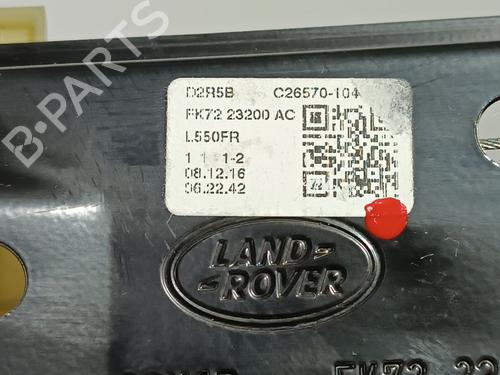 D2R5B C26570-104
FK72 23200 AC
L550FR
1 1 1-2
08.12.16
06.22.42
LAND-
-ROVER
B-PARTS